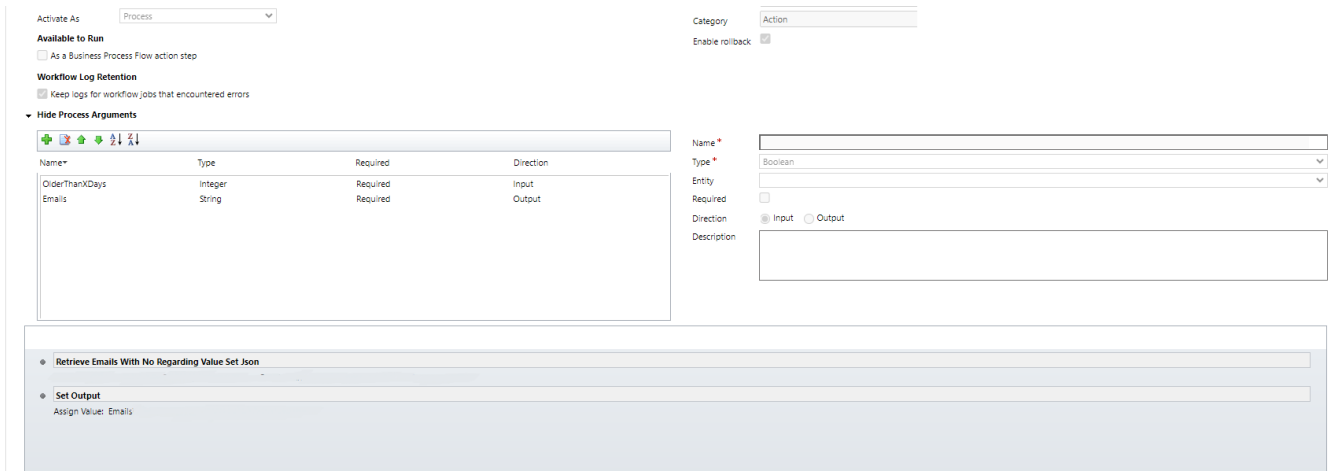 Activate As Process
Available to Run
As a Business Process Flow action step
Workflow Log Retention
Keep logs for workflow jobs that encountered errors
Category Action
Enable rollback
Hide Process Arguments
Name Type Required Direction
OlderThanXDays Integer Required Input
Emails String Required Output
Name *
Type * Boolean
Entity
Required
Direction Input Output
Description
Retrieve Emails With No Regarding Value Set Json
Set Output
Assign Value: Emails